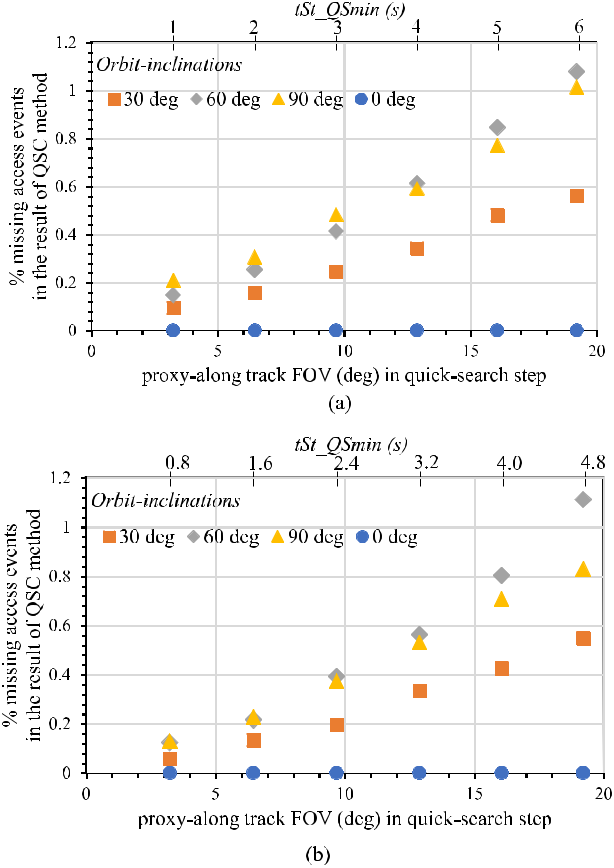 tSt_QSmin (s)
1 2 3 4 5 6
1.2
Orbit-inclinations
1
30 deg 60 deg 90 deg 0 deg
0.8
0.6
0.4
0.2
0
% missing access events
in the result of QSC method
0 5 10 15 20
proxy-along track FOV (deg) in quick-search step
(a)
tSt_QSmin (s)
0.8 1.6 2.4 3.2 4.0 4.8
1.2
Orbit-inclinations
1
30 deg 60 deg 90 deg 0 deg
0.8
0.6
0.4
0.2
0
% missing access events
in the result of QSC method
0 5 10 15 20
proxy-along track FOV (deg) in quick-search step
(b)